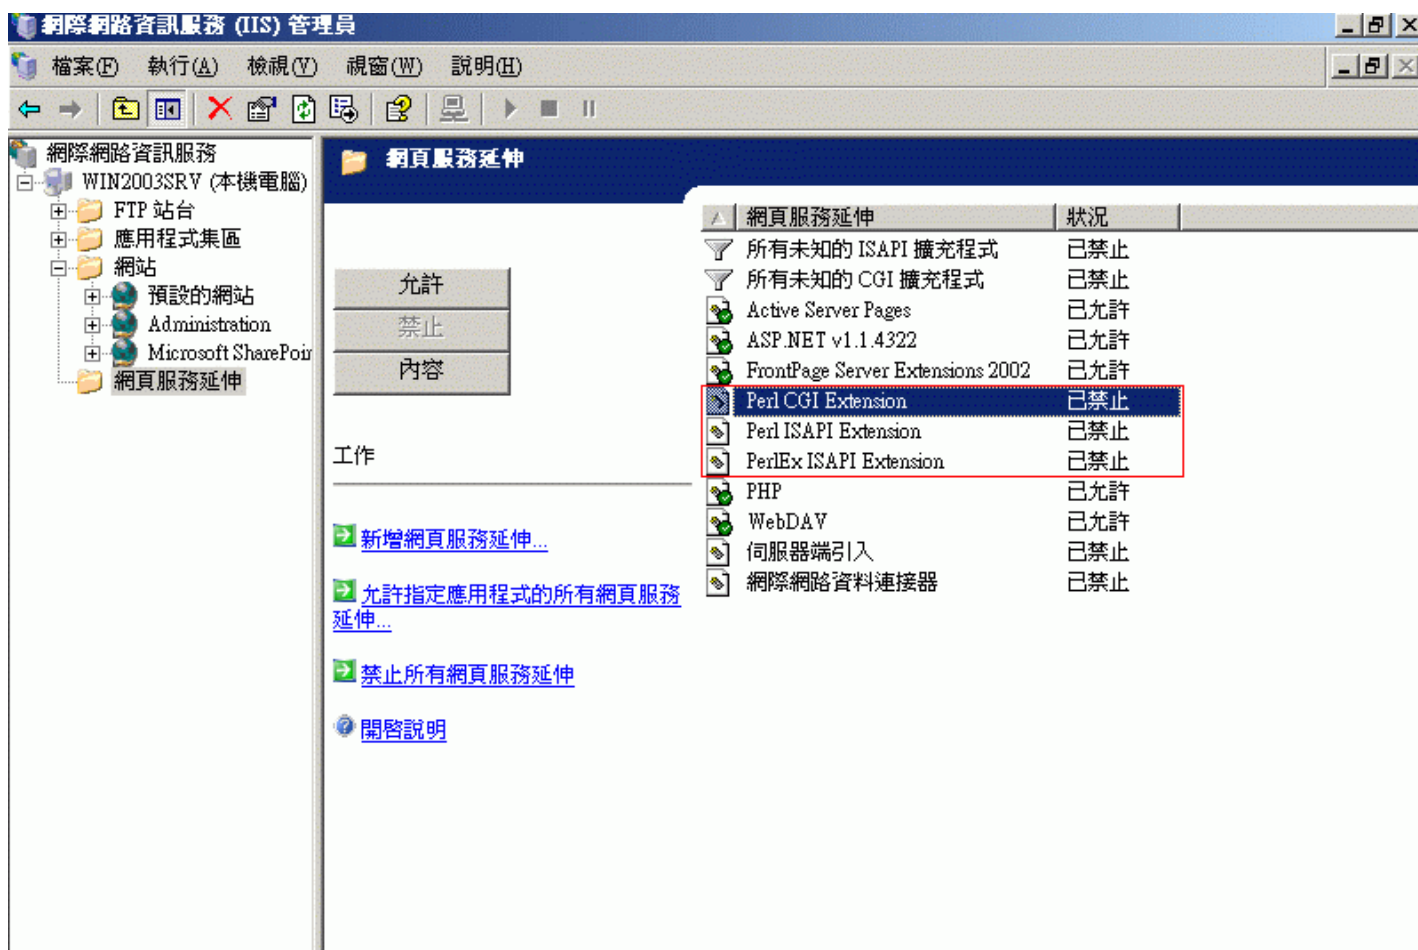 網際網路資訊服務 (IIS) 管理員
檔案(F) 執行(A) 檢視(V) 視窗(W) 說明(H)
網際網路資訊服務
WIN2003SRV (本機電腦)
FTP 站台
應用程式集區
網站
預設的網站
Administration
Microsoft SharePoin
網頁服務延伸
網頁服務延伸
允許
禁止
內容
工作
新增網頁服務延伸...
允許指定應用程式的所有網頁服務
延伸...
禁止所有網頁服務延伸
開啓說明
網頁服務延伸 狀況
所有未知的 ISAPI 擴充程式 已禁止
所有未知的 CGI 擴充程式 已禁止
Active Server Pages 已允許
ASP.NET v1.1.4322 已允許
FrontPage Server Extensions 2002 已允許
Perl CGI Extension 已禁止
Perl ISAPI Extension 已禁止
PerlEx ISAPI Extension 已禁止
PHP 已允許
WebDAV 已允許
伺服器端引入 已禁止
網際網路資料連接器 已禁止